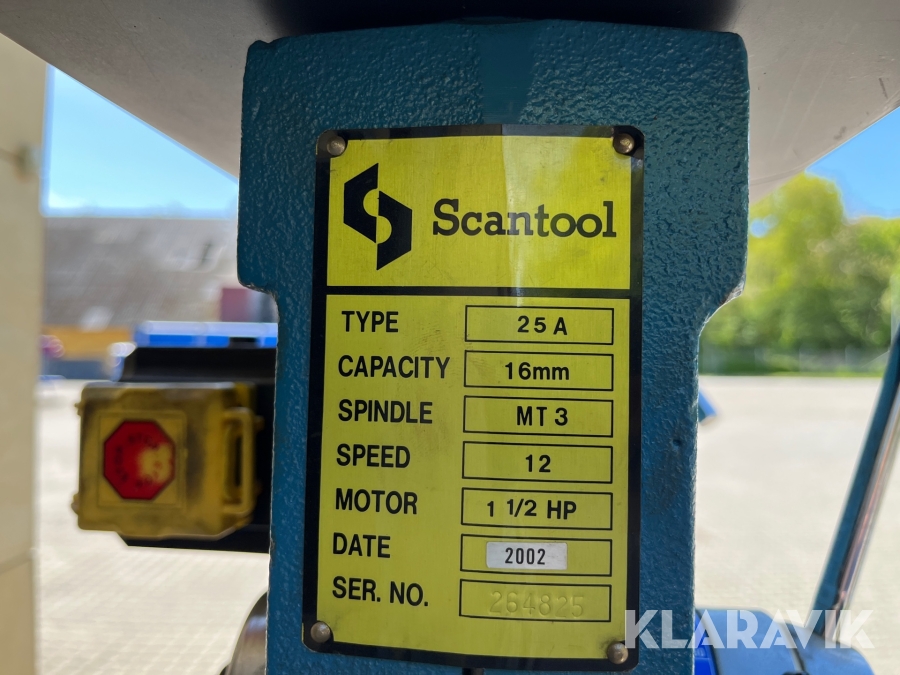 Scantool
TYPE 25 A
CAPACITY 16mm
SPINDLE MT 3
SPEED 12
MOTOR 1 1/2 HP
DATE 2002
SER. NO. 264825
KLARAVIK